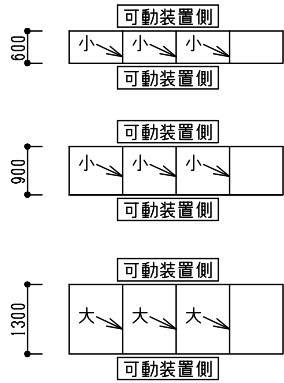 可動装置側
600
小 小 小
可動装置側
可動装置側
900
小 小 小
可動装置側
可動装置側
1300
大 大 大
可動装置側